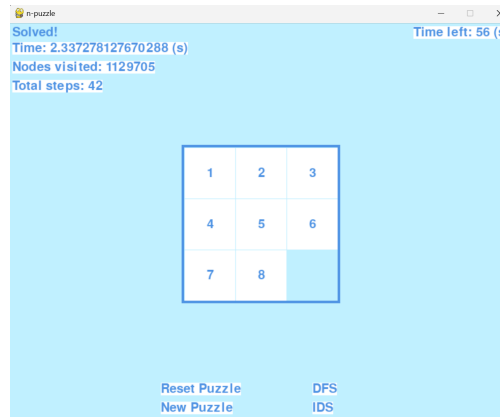 n-puzzle
Solved!
Time left: 56 (s
Time: 2.337278127670288 (s)
Nodes visited: 1129705
Total steps: 42
1 2 3
4 5 6
7 8
Reset Puzzle DFS
New Puzzle IDS